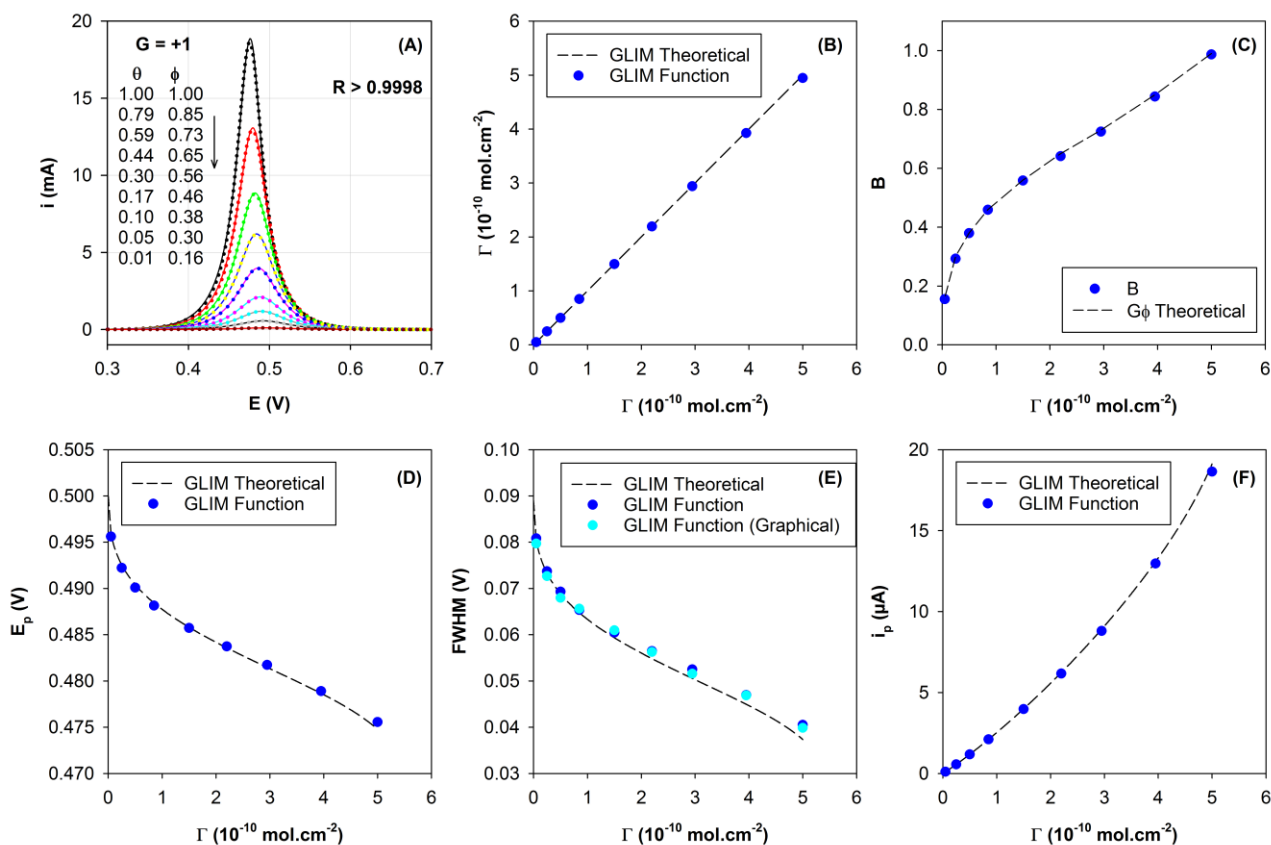 (A)
G = +1
θ ϕ
1.00 1.00
0.79 0.85
0.59 0.73
0.44 0.65
0.30 0.56
0.17 0.46
0.10 0.38
0.05 0.30
0.01 0.16
R > 0.9998
20
15
10
5
0
i (mA)
0.3 0.4 0.5 0.6 0.7
E (V)
(B)
GLIM Theoretical
GLIM Function
6
5
4
3
2
1
0
Γ (10⁻¹⁰ mol.cm⁻²)
0 1 2 3 4 5 6
Γ (10⁻¹⁰ mol.cm⁻²)
(C)
1.0
0.8
0.6
0.4
0.2
0.0
B
B
Gϕ Theoretical
0 1 2 3 4 5 6
Γ (10⁻¹⁰ mol.cm⁻²)
(D)
GLIM Theoretical
GLIM Function
0.505
0.500
0.495
0.490
0.485
0.480
0.475
0.470
Eₚ (V)
0 1 2 3 4 5 6
Γ (10⁻¹⁰ mol.cm⁻²)
(E)
GLIM Theoretical
GLIM Function
GLIM Function (Graphical)
0.10
0.09
0.08
0.07
0.06
0.05
0.04
0.03
FWHM (V)
0 1 2 3 4 5 6
Γ (10⁻¹⁰ mol.cm⁻²)
(F)
GLIM Theoretical
GLIM Function
20
15
10
5
0
iₚ (µA)
0 1 2 3 4 5 6
Γ (10⁻¹⁰ mol.cm⁻²)